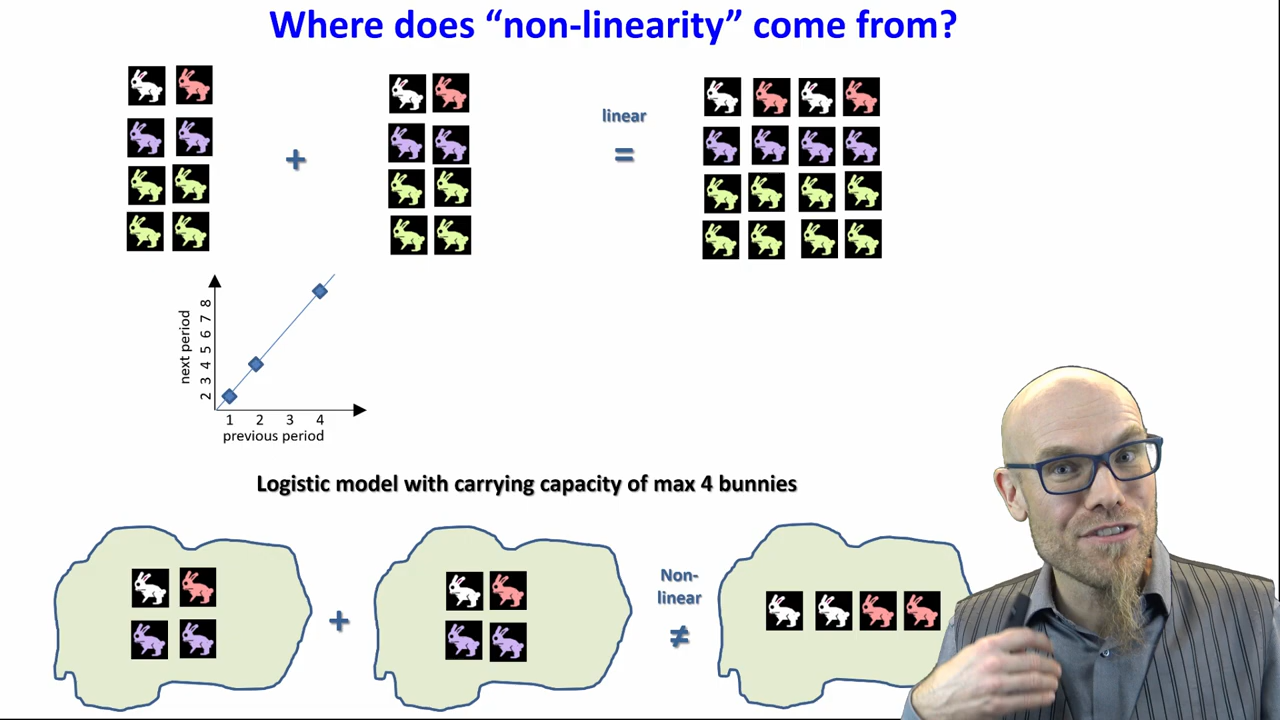 Where does “non-linearity” come from?
+
linear
=
next period
2 3 4 5 6 7 8
1 2 3 4
previous period
Logistic model with carrying capacity of max 4 bunnies
+
Non-
linear
≠